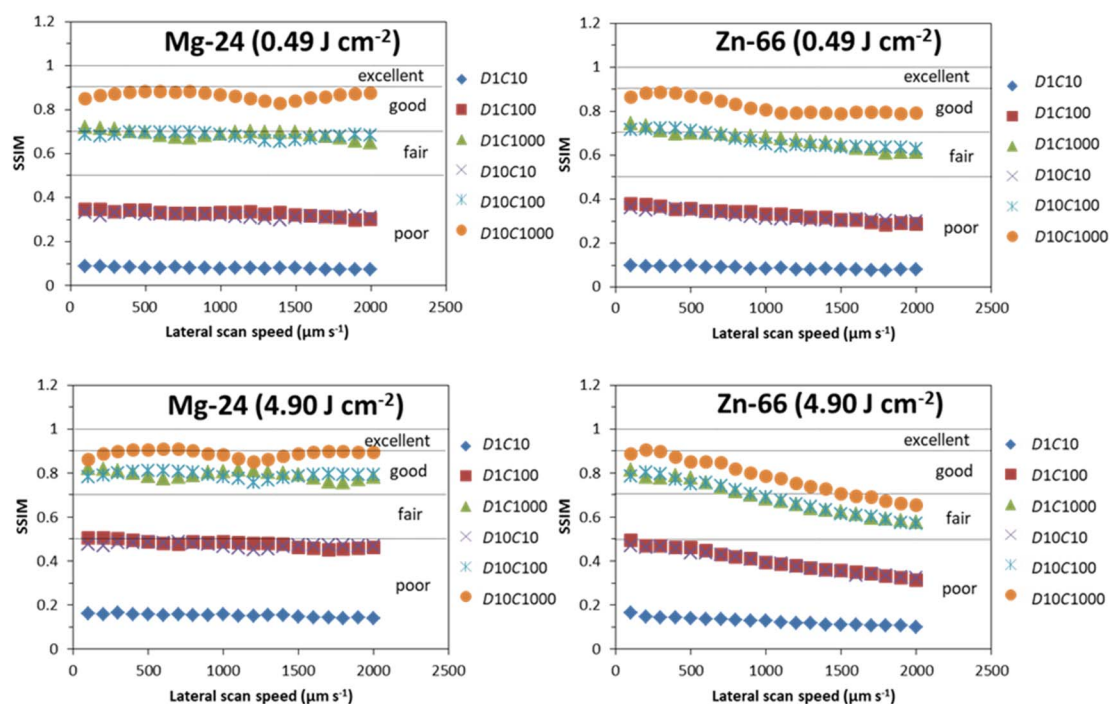 Mg-24 (0.49 J cm⁻²)
1.2
1
0.8
0.6
0.4
0.2
0
SSIM
excellent
good
fair
poor
0
500
1000
1500
2000
2500
Lateral scan speed (µm s⁻¹)
D1C10
D1C100
D1C1000
D10C10
D10C100
D10C1000
Zn-66 (0.49 J cm⁻²)
1.2
1
0.8
0.6
0.4
0.2
0
SSIM
excellent
good
fair
poor
0
500
1000
1500
2000
2500
Lateral scan speed (µm s⁻¹)
D1C10
D1C100
D1C1000
D10C10
D10C100
D10C1000
Mg-24 (4.90 J cm⁻²)
1.2
1
0.8
0.6
0.4
0.2
0
SSIM
excellent
good
fair
poor
0
500
1000
1500
2000
2500
Lateral scan speed (µm s⁻¹)
D1C10
D1C100
D1C1000
D10C10
D10C100
D10C1000
Zn-66 (4.90 J cm⁻²)
1.2
1
0.8
0.6
0.4
0.2
0
SSIM
excellent
good
fair
poor
0
500
1000
1500
2000
2500
Lateral scan speed (µm s⁻¹)
D1C10
D1C100
D1C1000
D10C10
D10C100
D10C1000